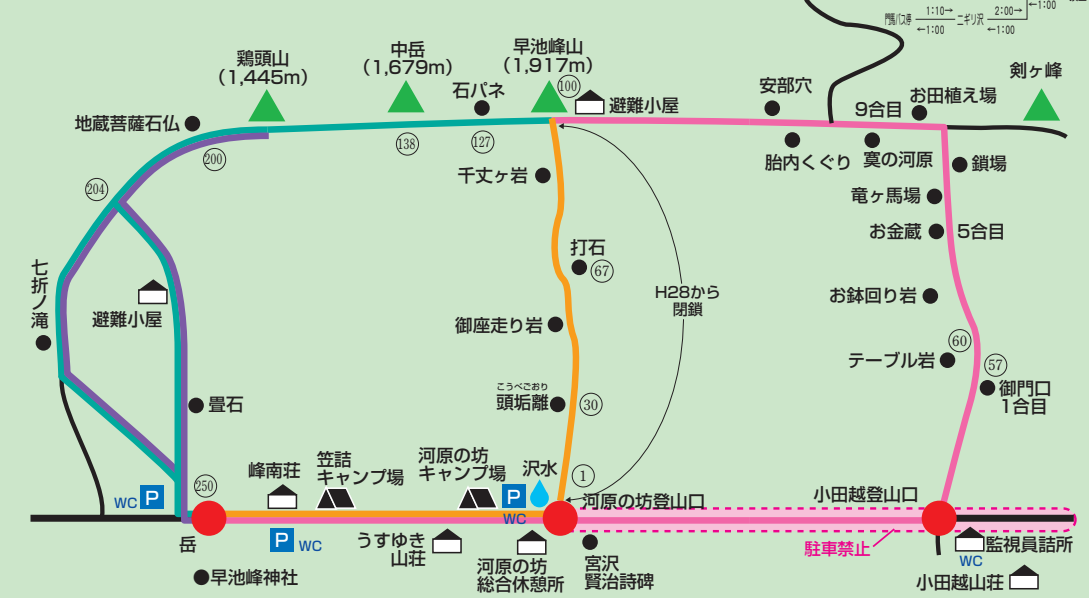 ←1:00
1:10→
2:00→
門馬バス停
ニギリ沢
←1:00
←1:00
鶏頭山
(1,445m)
中岳
(1,679m)
早池峰山
(1,917m)
100
避難小屋
石パネ
安部穴
9合目
お田植え場
剣ヶ峰
地蔵菩薩石仏
200
138
127
胎内くぐり
賽の河原
鎖場
千丈ヶ岩
204
竜ヶ馬場
お金蔵
5合目
打石
67
七折ノ滝
避難小屋
H28から
閉鎖
お鉢回り岩
御座走り岩
60
テーブル岩
57
御門口
1合目
こうべごおり
頭垢離
30
畳石
250
峰南荘
笠詰
キャンプ場
河原の坊
キャンプ場
沢水
1
河原の坊登山口
小田越登山口
WC
P
P
WC
岳
P
WC
うすゆき
山荘
河原の坊
総合休憩所
宮沢
賢治詩碑
駐車禁止
監視員詰所
WC
小田越山荘
早池峰神社